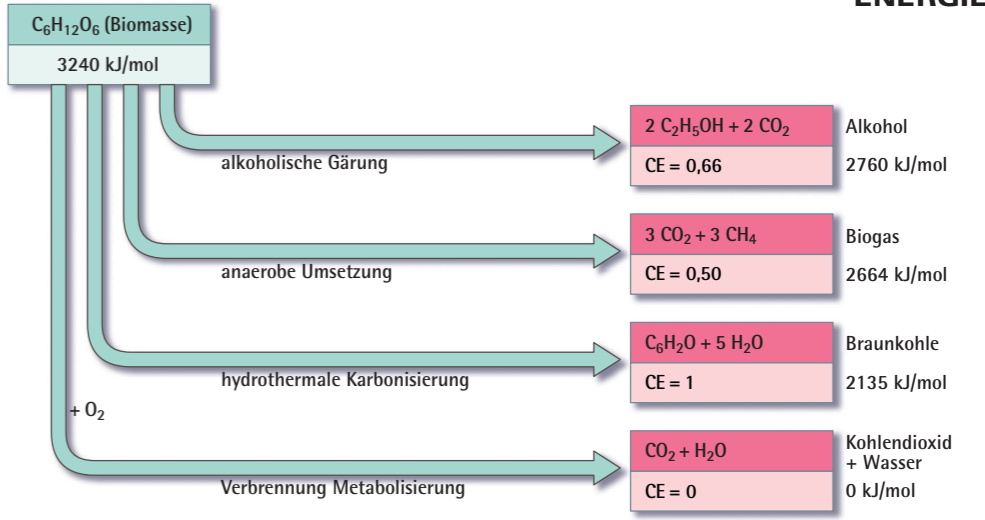 ENERGIE
C₆H₁₂O₆ (Biomasse)
3240 kJ/mol
2 C₂H₅OH + 2 CO₂
Alkohol
alkoholische Gärung
CE = 0,66
2760 kJ/mol
3 CO₂ + 3 CH₄
Biogas
anaerobe Umsetzung
CE = 0,50
2664 kJ/mol
C₆H₂O + 5 H₂O
Braunkohle
hydrothermale Karbonisierung
CE = 1
2135 kJ/mol
+ O₂
CO₂ + H₂O
Kohlendioxid
+ Wasser
Verbrennung Metabolisierung
CE = 0
0 kJ/mol